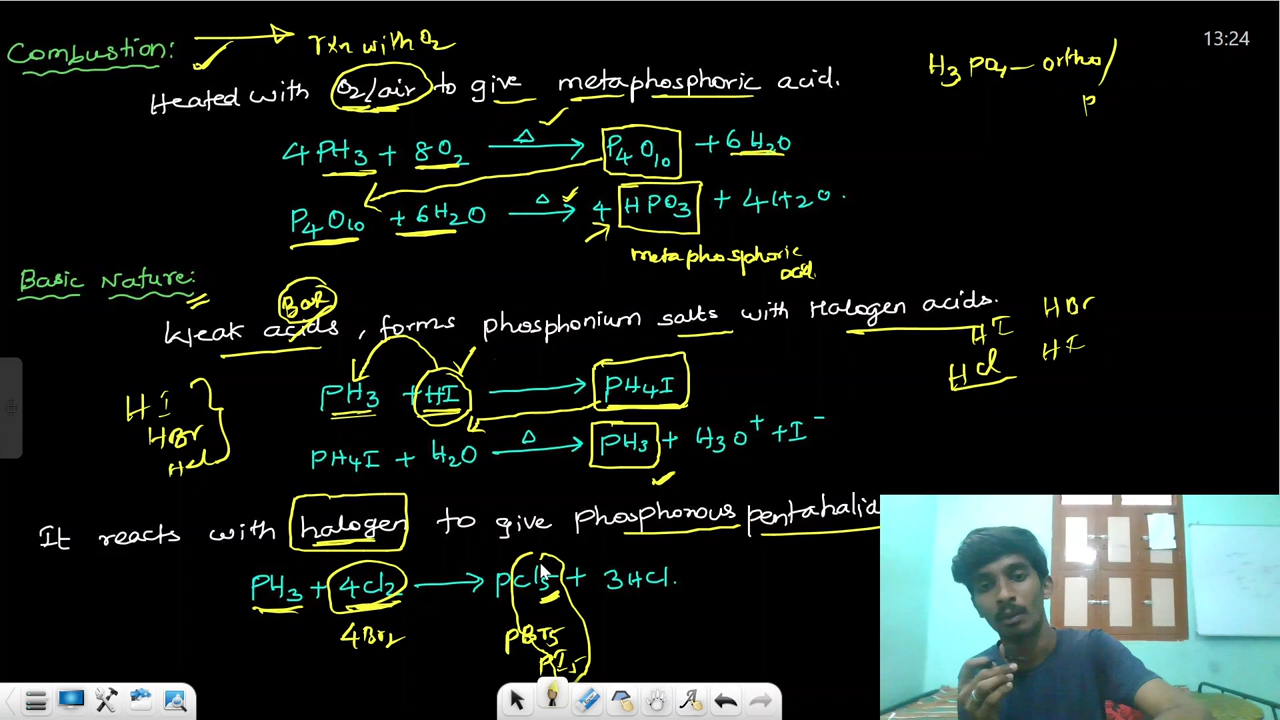 Combustion: rxn with O2
13:24
H3PO4 – ortho/
P
Heated with O2/air to give metaphosphoric acid.
4PH3 + 8O2 —Δ→ P4O10 + 6H2O
P4O10 + 6H2O —Δ→ 4 HPO3 + 4H2O.
metaphosphoric
acid.
Basic Nature:
Weak acids, forms phosphonium salts with Halogen acids.
HBr
HI
HI
HCl
PH3 + HI → PH4I
HI
HBr
HCl
PH4I + H2O —Δ→ PH3 + H3O+ + I-
It reacts with halogen to give phosphorous pentahalid
PH3 + 4Cl2 → PCl5 + 3HCl.
4Br2
PBr5
PI5